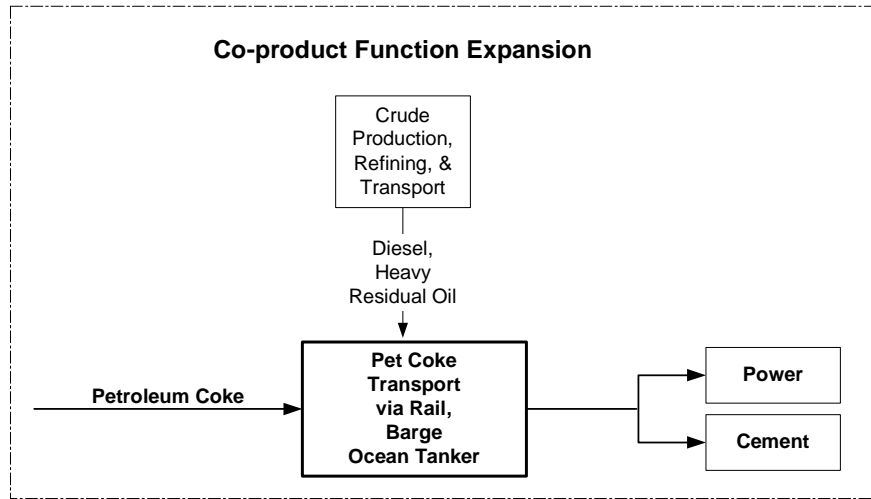 Co-product Function Expansion
Crude
Production,
Refining, &
Transport
Diesel,
Heavy
Residual Oil
Petroleum Coke
Pet Coke
Transport
via Rail,
Barge
Ocean Tanker
Power
Cement